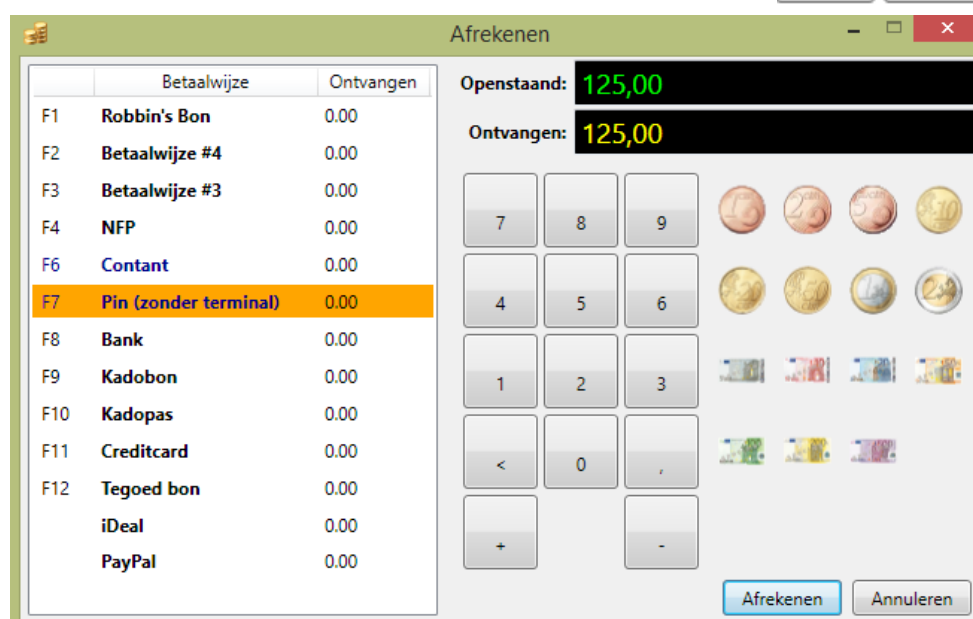 Afrekenen
Betaalwijze Ontvangen
F1 Robbin's Bon 0.00
F2 Betaalwijze #4 0.00
F3 Betaalwijze #3 0.00
F4 NFP 0.00
F6 Contant 0.00
F7 Pin (zonder terminal) 0.00
F8 Bank 0.00
F9 Kadobon 0.00
F10 Kadopas 0.00
F11 Creditcard 0.00
F12 Tegoed bon 0.00
iDeal 0.00
PayPal 0.00
Openstaand: 125,00
Ontvangen: 125,00
7 8 9
4 5 6
1 2 3
< 0 ,
+ -
Afrekenen Annuleren